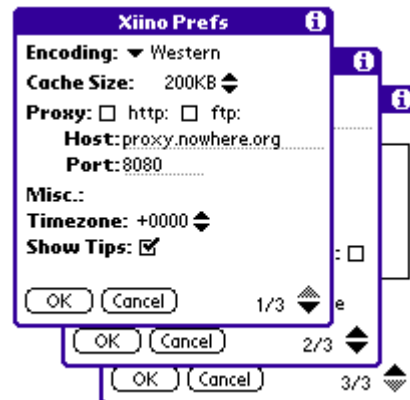 Xiino Prefs
Encoding: Western
Cache Size: 200KB
Proxy: http: ftp:
Host: proxy.nowhere.org
Port: 8080
Misc.:
Timezone: +0000
Show Tips:
OK Cancel 1/3
:
e
OK Cancel 2/3
OK Cancel 3/3